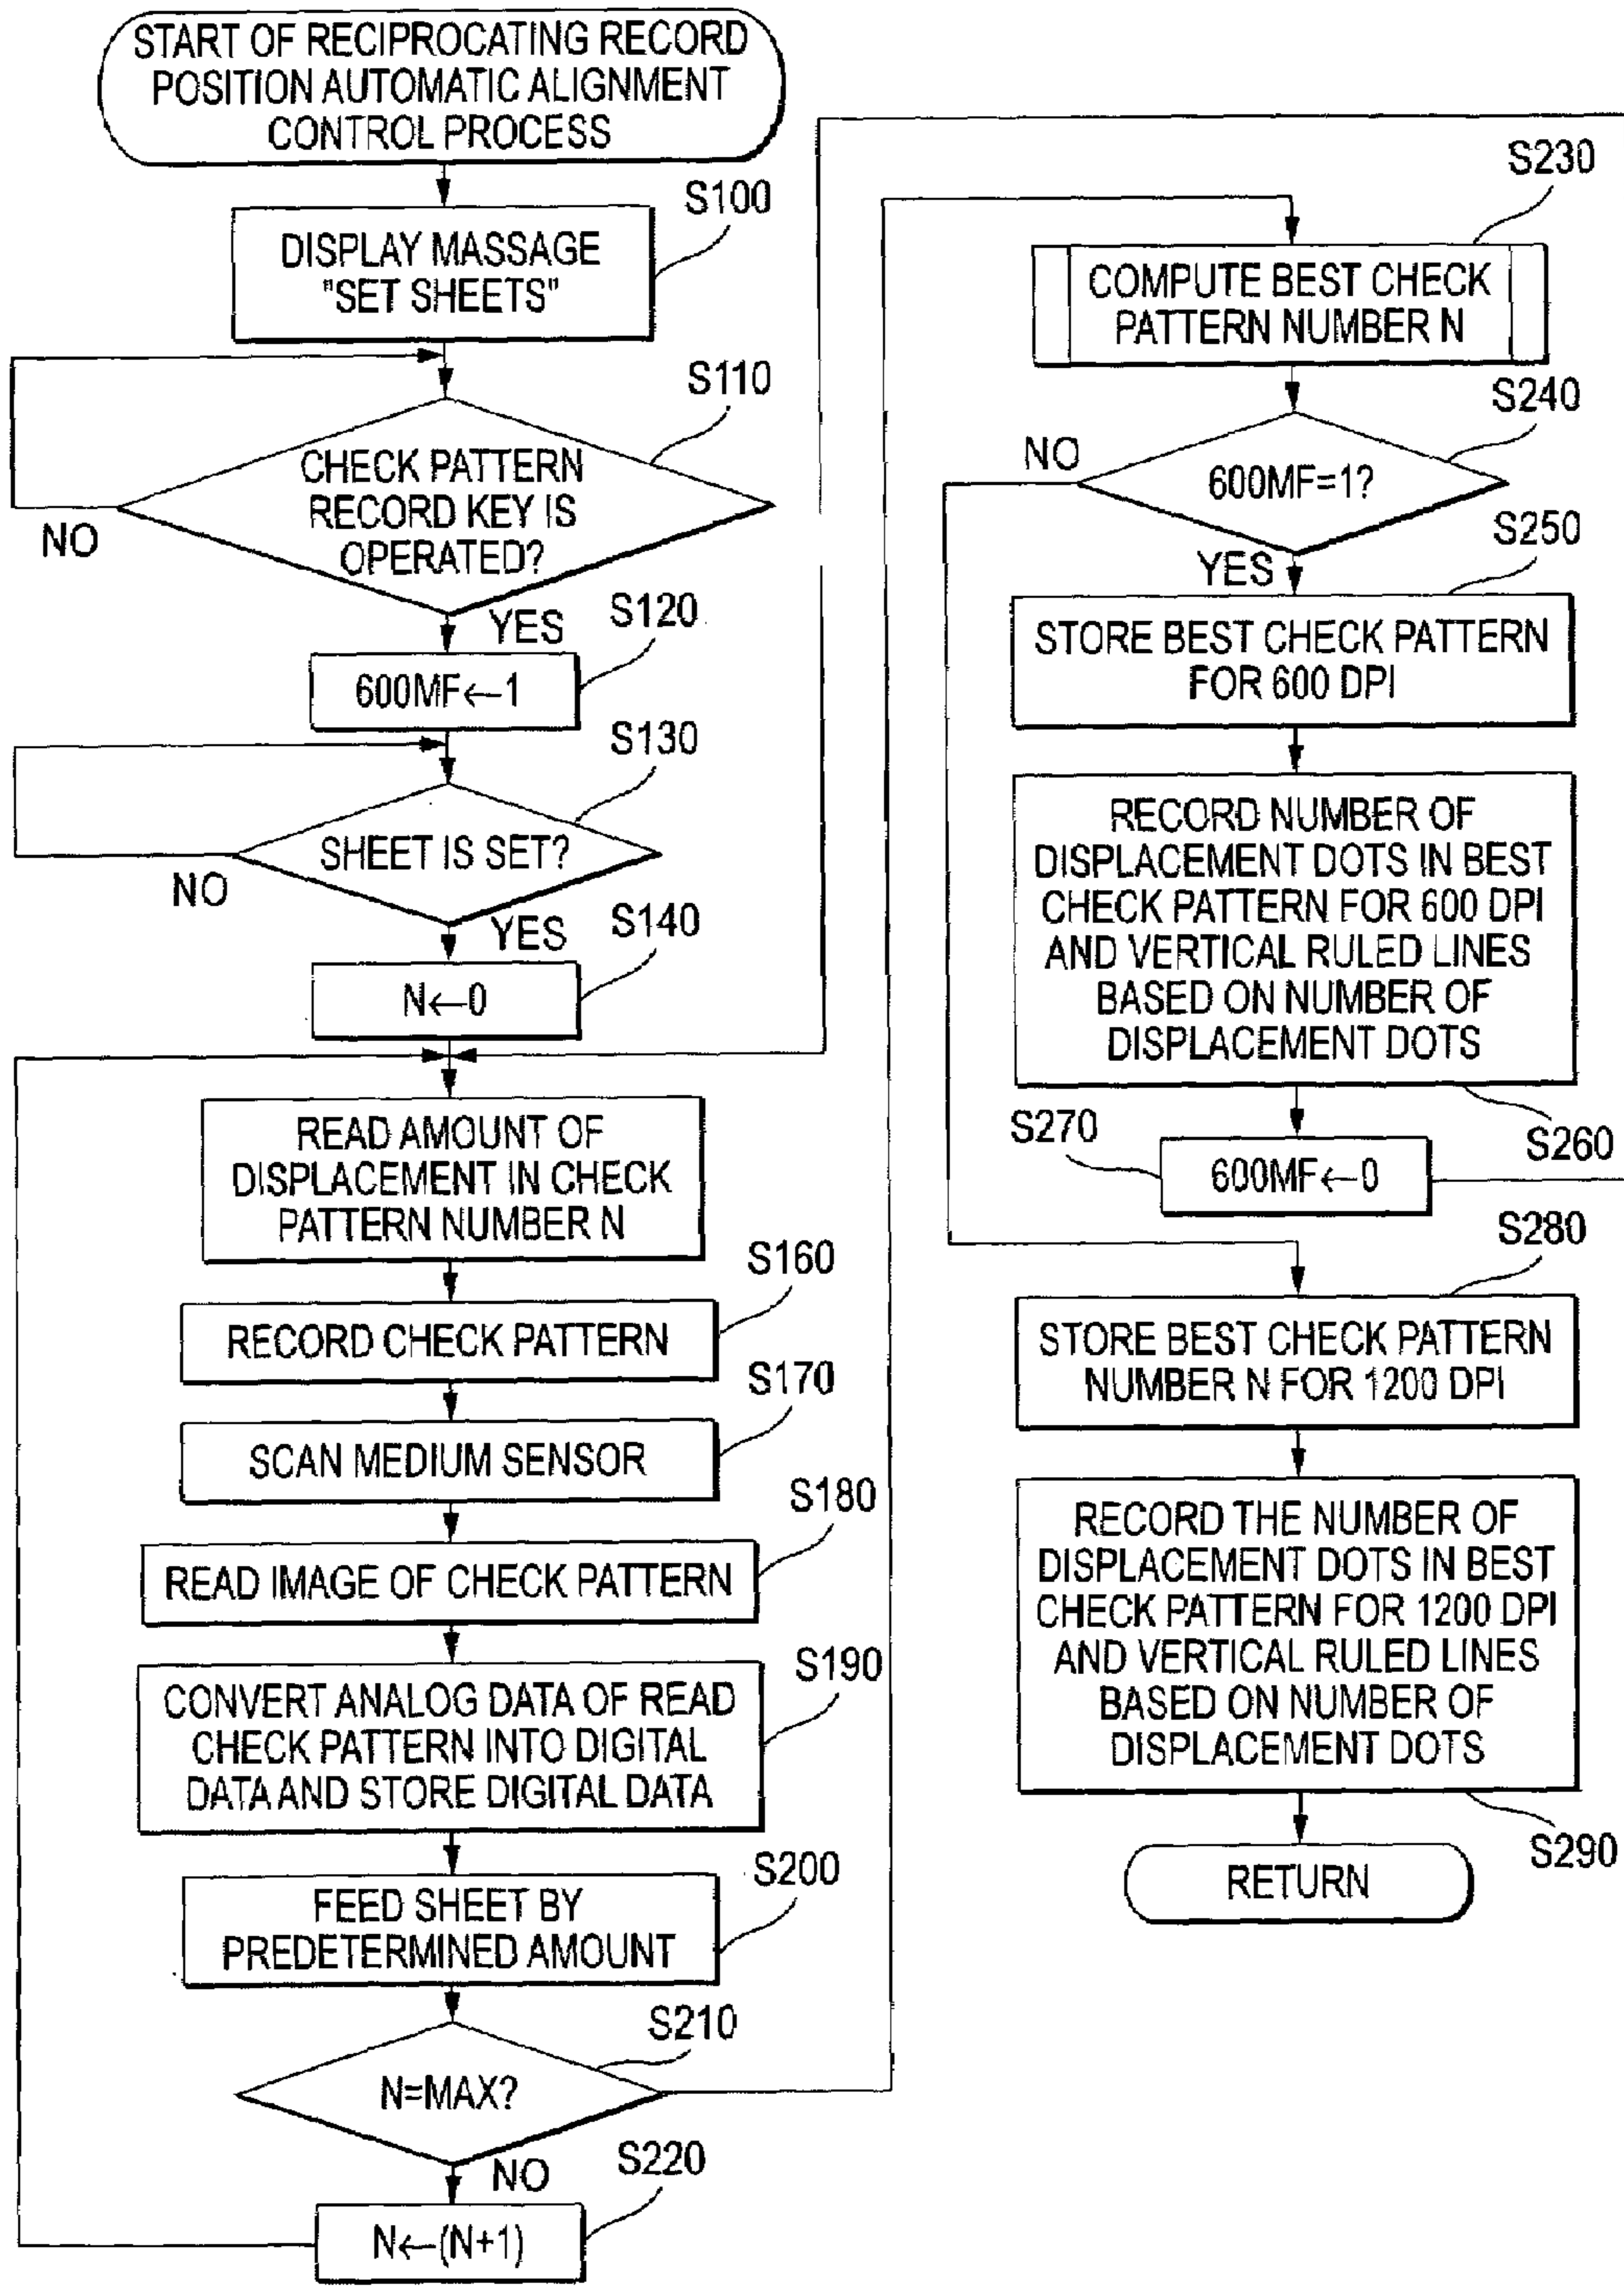 START OF RECIPROCATING RECORD
POSITION AUTOMATIC ALIGNMENT
CONTROL PROCESS
S100
DISPLAY MASSAGE
"SET SHEETS"
S110
CHECK PATTERN
RECORD KEY IS
OPERATED?
NO
YES
S120
600MF←1
S130
SHEET IS SET?
NO
YES
S140
N←0
READ AMOUNT OF
DISPLACEMENT IN CHECK
PATTERN NUMBER N
S160
RECORD CHECK PATTERN
S170
SCAN MEDIUM SENSOR
S180
READ IMAGE OF CHECK PATTERN
S190
CONVERT ANALOG DATA OF READ
CHECK PATTERN INTO DIGITAL
DATA AND STORE DIGITAL DATA
S200
FEED SHEET BY
PREDETERMINED AMOUNT
S210
N=MAX?
NO
S220
N←(N+1)
S230
COMPUTE BEST CHECK
PATTERN NUMBER N
S240
NO
600MF=1?
YES
S250
STORE BEST CHECK PATTERN
FOR 600 DPI
RECORD NUMBER OF
DISPLACEMENT DOTS IN BEST
CHECK PATTERN FOR 600 DPI
AND VERTICAL RULED LINES
BASED ON NUMBER OF
DISPLACEMENT DOTS
S260
S270
600MF←0
S280
STORE BEST CHECK PATTERN
NUMBER N FOR 1200 DPI
RECORD THE NUMBER OF
DISPLACEMENT DOTS IN BEST
CHECK PATTERN FOR 1200 DPI
AND VERTICAL RULED LINES
BASED ON NUMBER OF
DISPLACEMENT DOTS
S290
RETURN